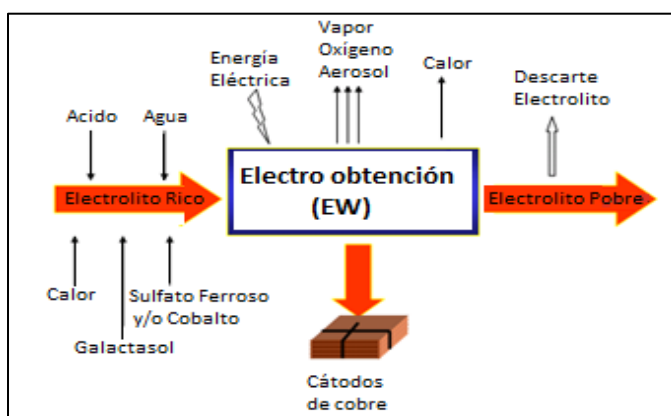 Energía
Eléctrica
Vapor
Oxígeno
Aerosol
Calor
Descarte
Electrolito
Acido
Agua
Electrolito Rico
Electro obtención
(EW)
Electrolito Pobre
Calor
Galactasol
Sulfato Ferroso
y/o Cobalto
Cátodos
de cobre